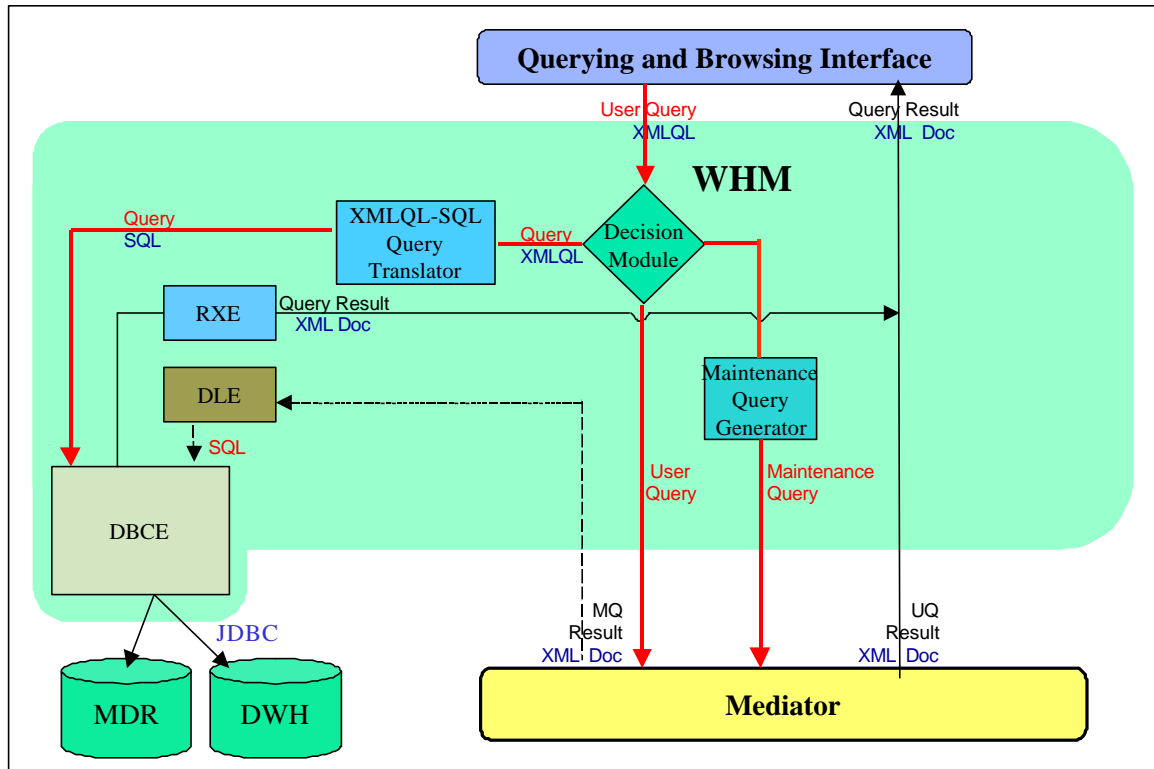 Querying and Browsing Interface
User Query
XMLQL
Query Result
XML Doc
WHM
Query
SQL
XMLQL-SQL
Query
Translator
Query
XMLQL
Decision
Module
RXE
Query Result
XML Doc
DLE
SQL
Maintenance
Query
Generator
DBCE
User
Query
Maintenance
Query
MQ
Result
XML Doc
UQ
Result
XML Doc
JDBC
MDR
DWH
Mediator